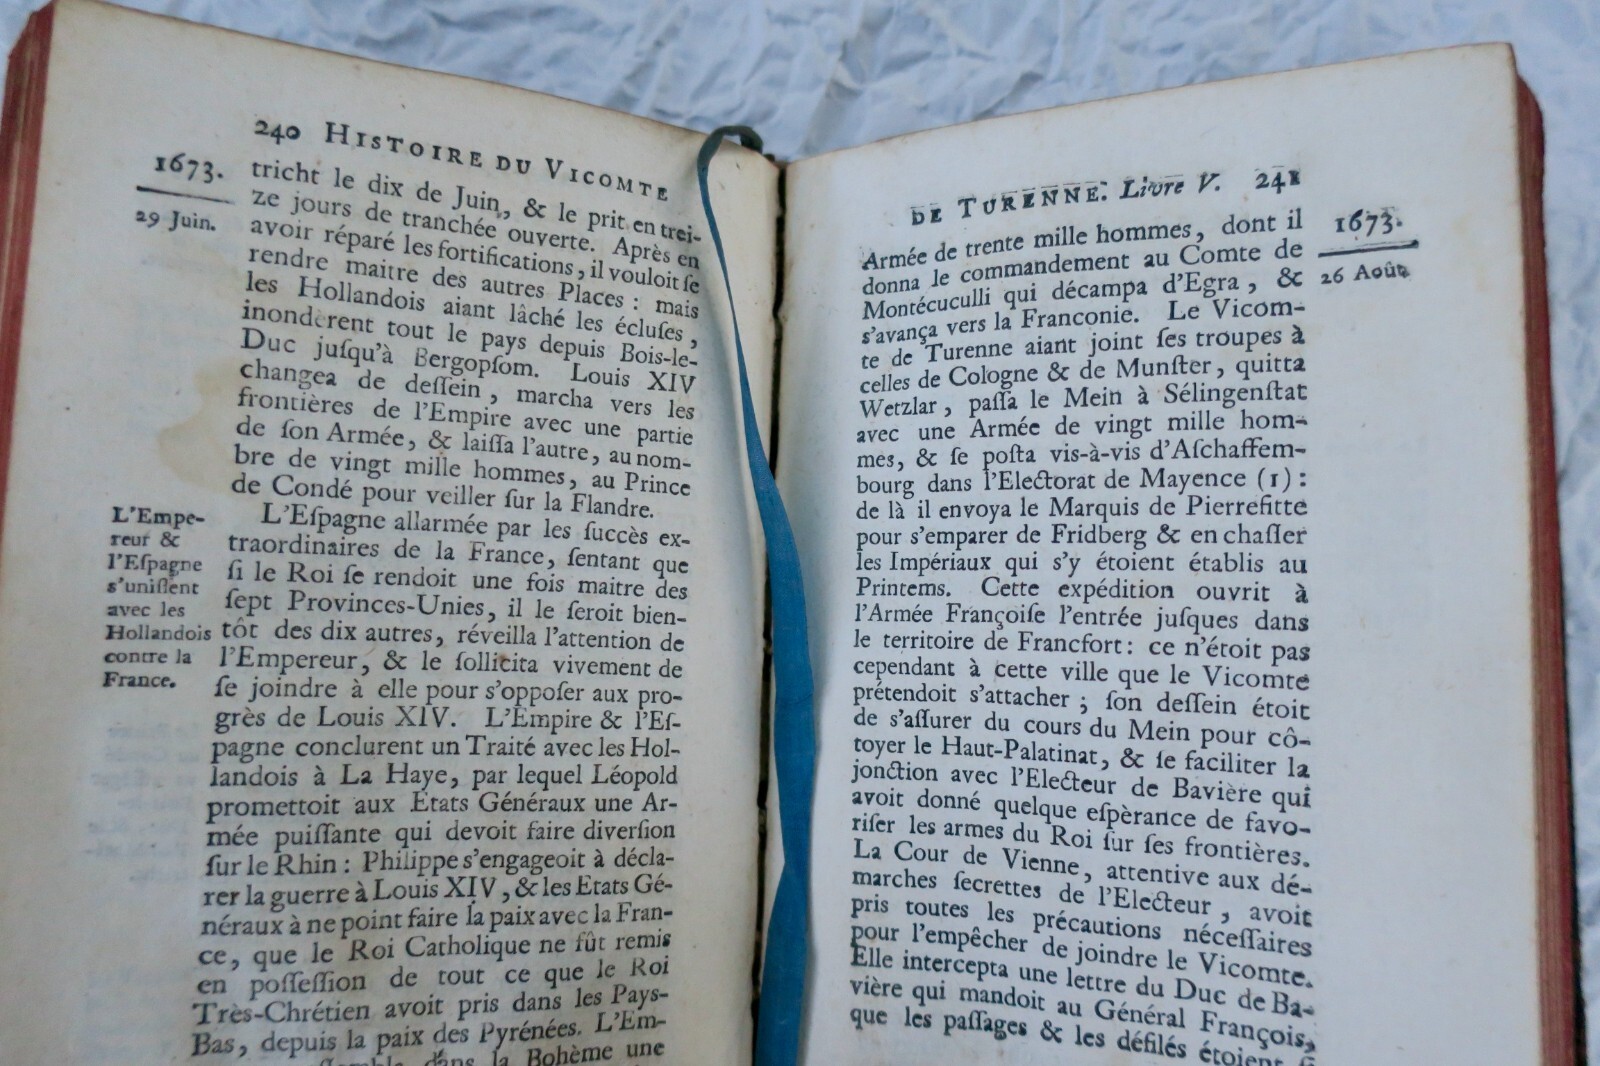 240 HISTOIRE DU VICOMTE
1673.
29 Juin.
tricht le dix de Juin, & le prit en trei-
ze jours de tranchée ouverte. Après en
avoir réparé les fortifications, il vouloit ſe
rendre maitre des autres Places : mais
les Hollandois aiant lâché les écluſes,
inondérent tout le pays depuis Bois-le-
Duc juſqu'à Bergopſom. Louis XIV
changea de deſſein, marcha vers les
frontières de l'Empire avec une partie
de ſon Armée, & laiſſa l'autre, au nom-
bre de vingt mille hommes, au Prince
de Condé pour veiller ſur la Flandre.
L'Empe-
reur &
l'Eſpagne
s'uniſſent
avec les
Hollandois
contre la
France.
L'Eſpagne allarmée par les ſuccès ex-
traordinaires de la France, ſentant que
ſi le Roi ſe rendoit une fois maitre des
ſept Provinces-Unies, il le ſeroit bien-
tôt des dix autres, réveilla l'attention de
l'Empereur, & le ſollicita vivement de
ſe joindre à elle pour s'oppoſer aux pro-
grès de Louis XIV. L'Empire & l'Eſ-
pagne conclurent un Traité avec les Hol-
landois à La Haye, par lequel Léopold
promettoit aux Etats Généraux une Ar-
mée puiſſante qui devoit faire diverſion
ſur le Rhin : Philippe s'engageoit à décla-
rer la guerre à Louis XIV, & les Etats Gé-
néraux à ne point faire la paix avec la Fran-
ce, que le Roi Catholique ne fût remis
en poſſeſſion de tout ce que le Roi
Très-Chrétien avoit pris dans les Pays-
Bas, depuis la paix des Pyrénées. L'Em-
dans la Bohème une
DE TURENNE. Livre V. 241
1673.
26 Août.
Armée de trente mille hommes, dont il
donna le commandement au Comte de
Montécuculli qui décampa d'Egra, &
s'avança vers la Franconie. Le Vicom-
te de Turenne aiant joint ſes troupes à
celles de Cologne & de Munſter, quitta
Wetzlar, paſſa le Mein à Sélingenſtat
avec une Armée de vingt mille hom-
mes, & ſe poſta vis-à-vis d'Aſchaffem-
bourg dans l'Electorat de Mayence (1) :
de là il envoya le Marquis de Pierrefitte
pour s'emparer de Fridberg & en chaſſer
les Impériaux qui s'y étoient établis au
Printems. Cette expédition ouvrit à
l'Armée Françoiſe l'entrée juſques dans
le territoire de Francfort : ce n'étoit pas
cependant à cette ville que le Vicomte
prétendoit s'attacher ; ſon deſſein étoit
de s'aſſurer du cours du Mein pour cô-
toyer le Haut-Palatinat, & ſe faciliter la
jonction avec l'Electeur de Bavière qui
avoit donné quelque eſpèrance de favo-
riſer les armes du Roi ſur ſes frontières.
La Cour de Vienne, attentive aux dé-
marches ſecrettes de l'Electeur, avoit
pris toutes les précautions néceſſaires
pour l'empêcher de joindre le Vicomte.
Elle intercepta une lettre du Duc de Ba-
vière qui mandoit au Général François,
que les paſſages & les défilés étoient ſi